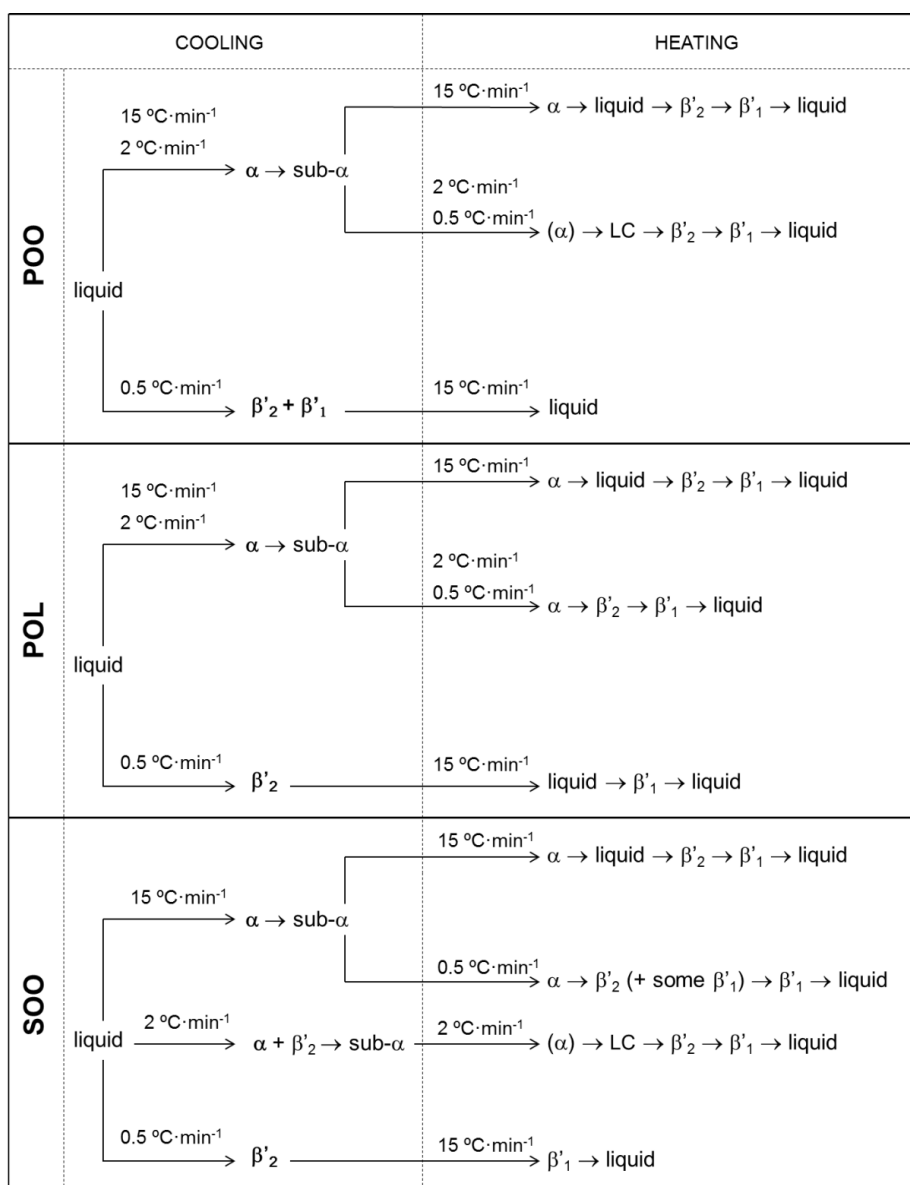 COOLING HEATING
POO
15 ºC·min-1
2 ºC·min-1
α → sub-α
15 ºC·min-1
α → liquid → β’2 → β’1 → liquid
2 ºC·min-1
0.5 ºC·min-1
(α) → LC → β’2 → β’1 → liquid
liquid
0.5 ºC·min-1
β’2 + β’1
15 ºC·min-1
liquid
POL
15 ºC·min-1
2 ºC·min-1
α → sub-α
15 ºC·min-1
α → liquid → β’2 → β’1 → liquid
2 ºC·min-1
0.5 ºC·min-1
α → β’2 → β’1 → liquid
liquid
0.5 ºC·min-1
β’2
15 ºC·min-1
liquid → β’1 → liquid
SOO
15 ºC·min-1
α → sub-α
15 ºC·min-1
α → liquid → β’2 → β’1 → liquid
0.5 ºC·min-1
α → β’2 (+ some β’1) → β’1 → liquid
liquid
2 ºC·min-1
α + β’2 → sub-α
2 ºC·min-1
(α) → LC → β’2 → β’1 → liquid
0.5 ºC·min-1
β’2
15 ºC·min-1
β’1 → liquid